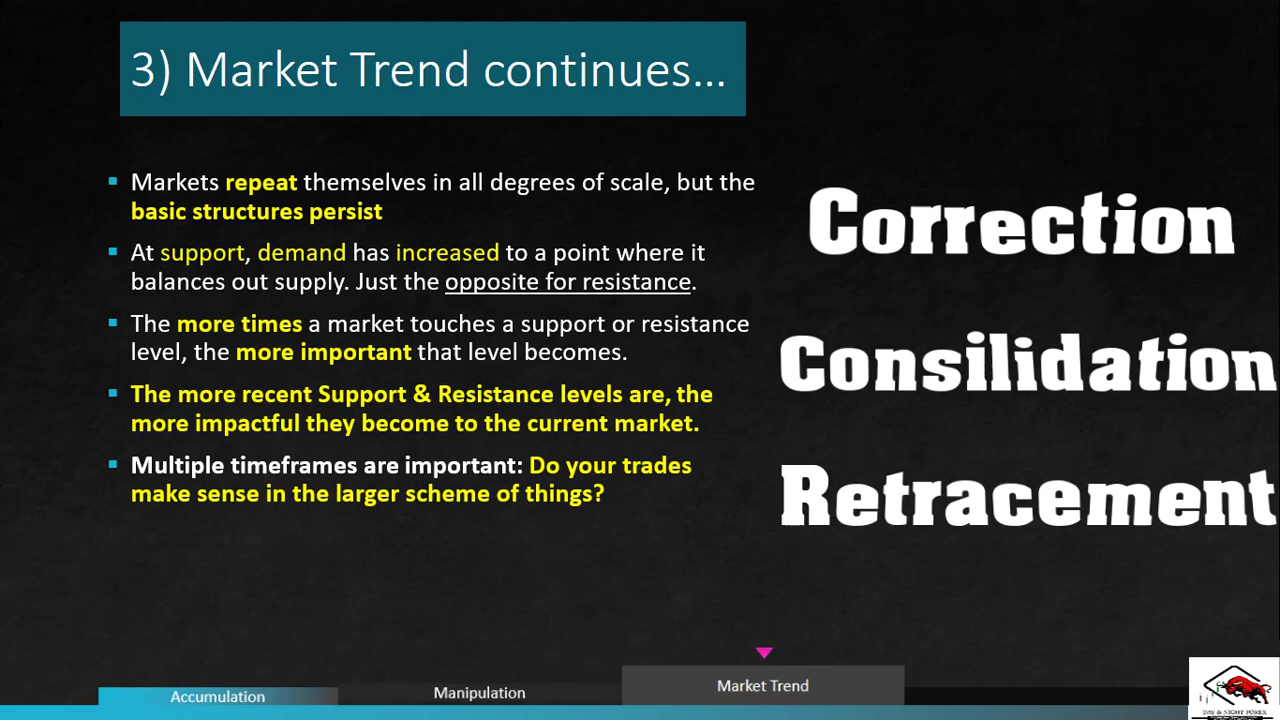 3) Market Trend continues...
Markets repeat themselves in all degrees of scale, but the
basic structures persist
At support, demand has increased to a point where it
balances out supply. Just the opposite for resistance.
The more times a market touches a support or resistance
level, the more important that level becomes.
The more recent Support & Resistance levels are, the
more impactful they become to the current market.
Multiple timeframes are important: Do your trades
make sense in the larger scheme of things?
Correction
Consilidation
Retracement
Accumulation
Manipulation
Market Trend
DAY & NIGHT FOREX